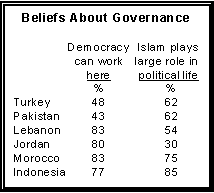 Beliefs About Governance
Democracy Islam plays
can work large role in
here political life
% %
Turkey 48 62
Pakistan 43 62
Lebanon 83 54
Jordan 80 30
Morocco 83 75
Indonesia 77 85